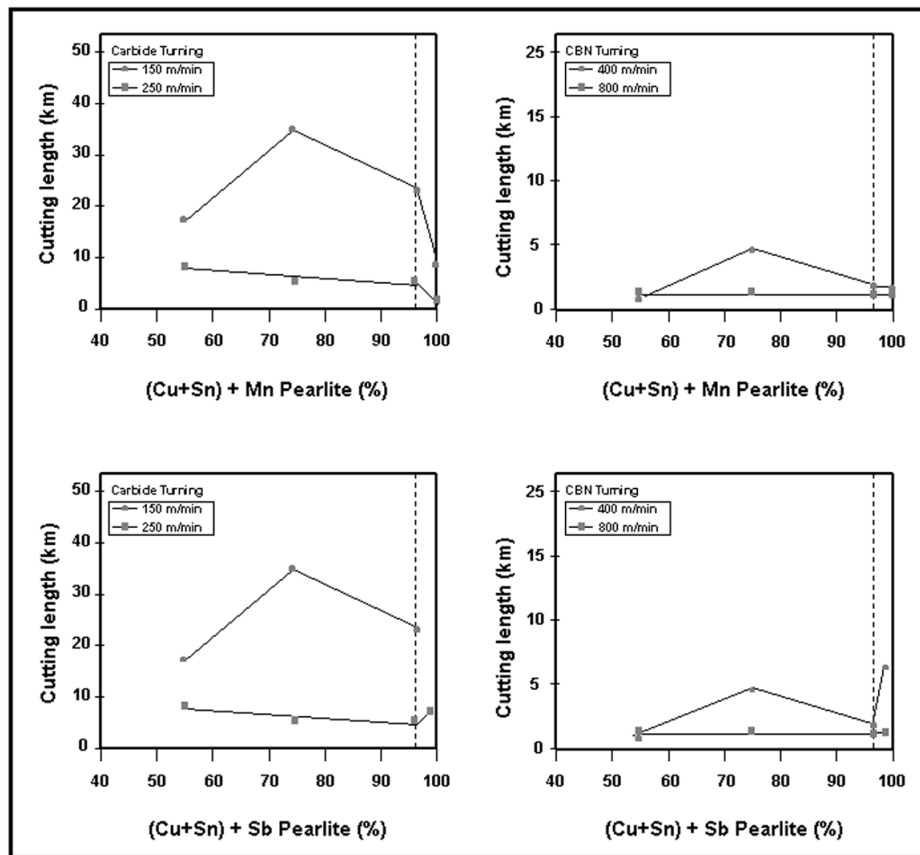 Carbide Turning
150 m/min
250 m/min
50
40
30
20
10
0
40 50 60 70 80 90 100
Cutting length (km)
(Cu+Sn) + Mn Pearlite (%)
CBN Turning
400 m/min
800 m/min
25
20
15
10
5
0
40 50 60 70 80 90 100
Cutting length (km)
(Cu+Sn) + Mn Pearlite (%)
Carbide Turning
150 m/min
250 m/min
50
40
30
20
10
0
40 50 60 70 80 90 100
Cutting length (km)
(Cu+Sn) + Sb Pearlite (%)
CBN Turning
400 m/min
800 m/min
25
20
15
10
5
0
40 50 60 70 80 90 100
Cutting length (km)
(Cu+Sn) + Sb Pearlite (%)